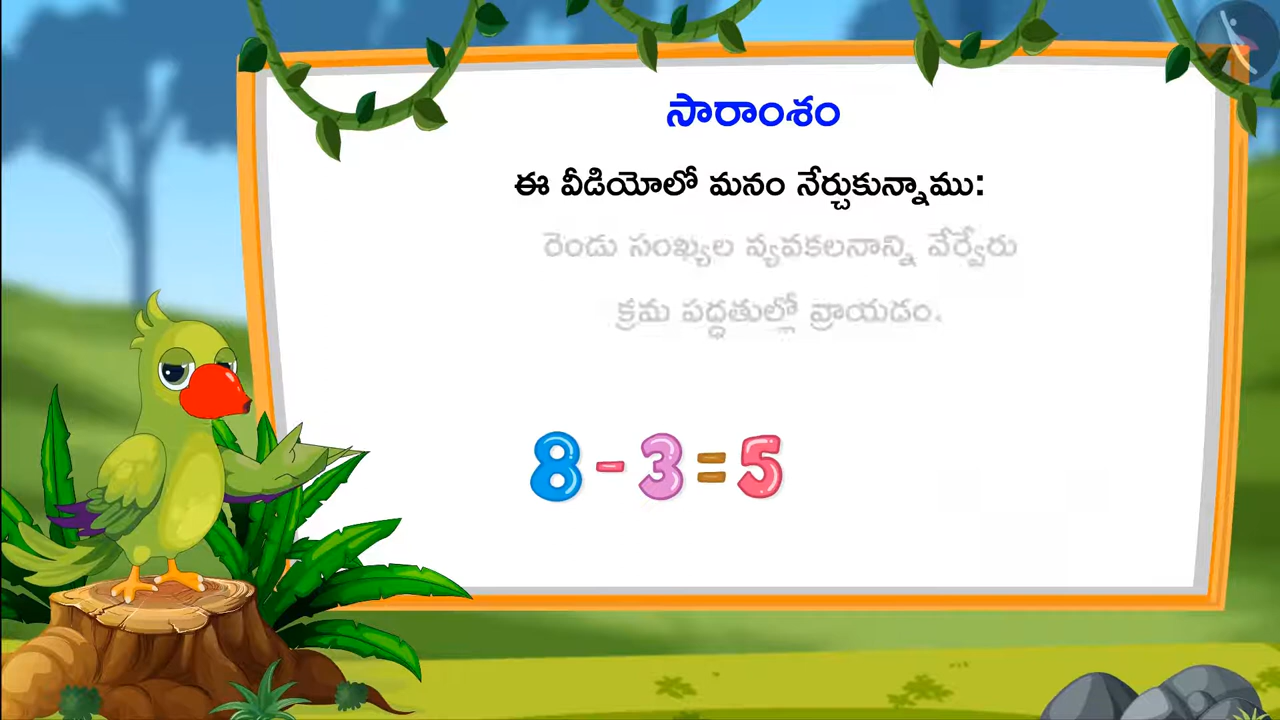 సారాంశం
ఈ వీడియోలో మనం నేర్చుకున్నాము:
రెండు సంఖ్యల వ్యవకలనాన్ని వేర్వేరు
క్రమ పద్ధతుల్లో వ్రాయడం.
8 - 3 = 5